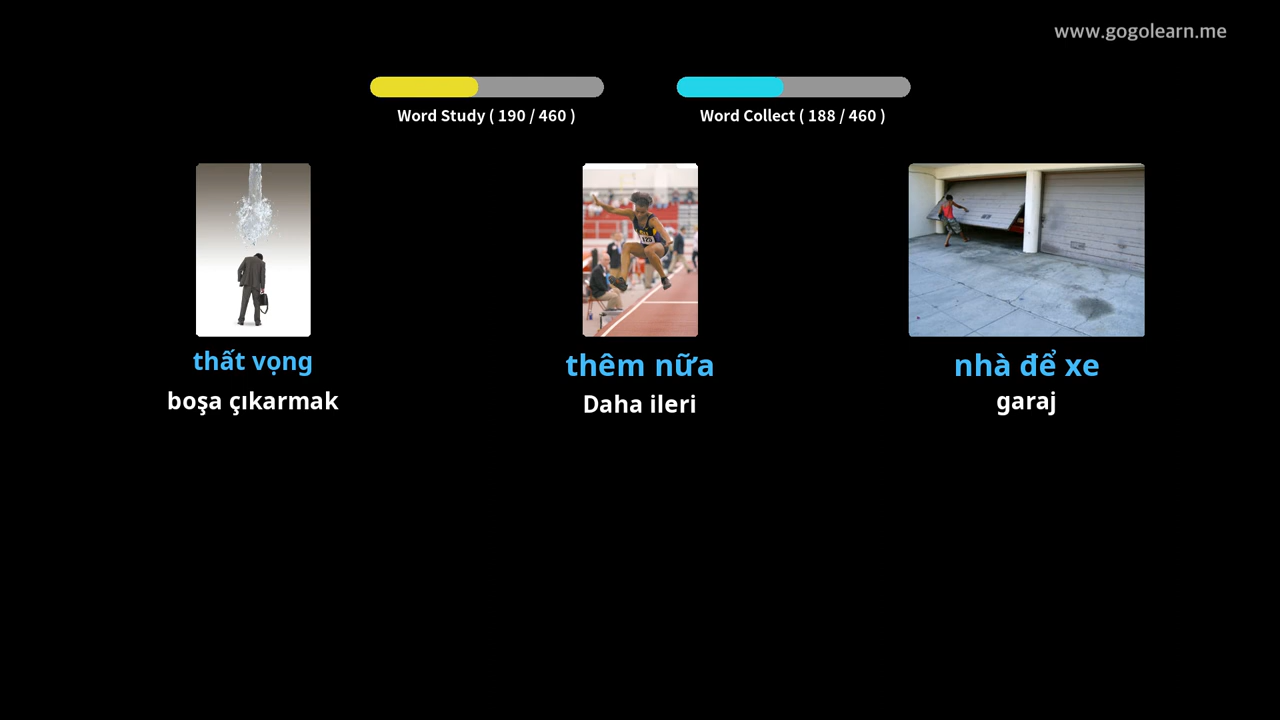 www.gogolearn.me
Word Study ( 190 / 460 )
Word Collect ( 188 / 460 )
thất vọng
thêm nữa
nhà để xe
boşa çıkarmak
Daha ileri
garaj